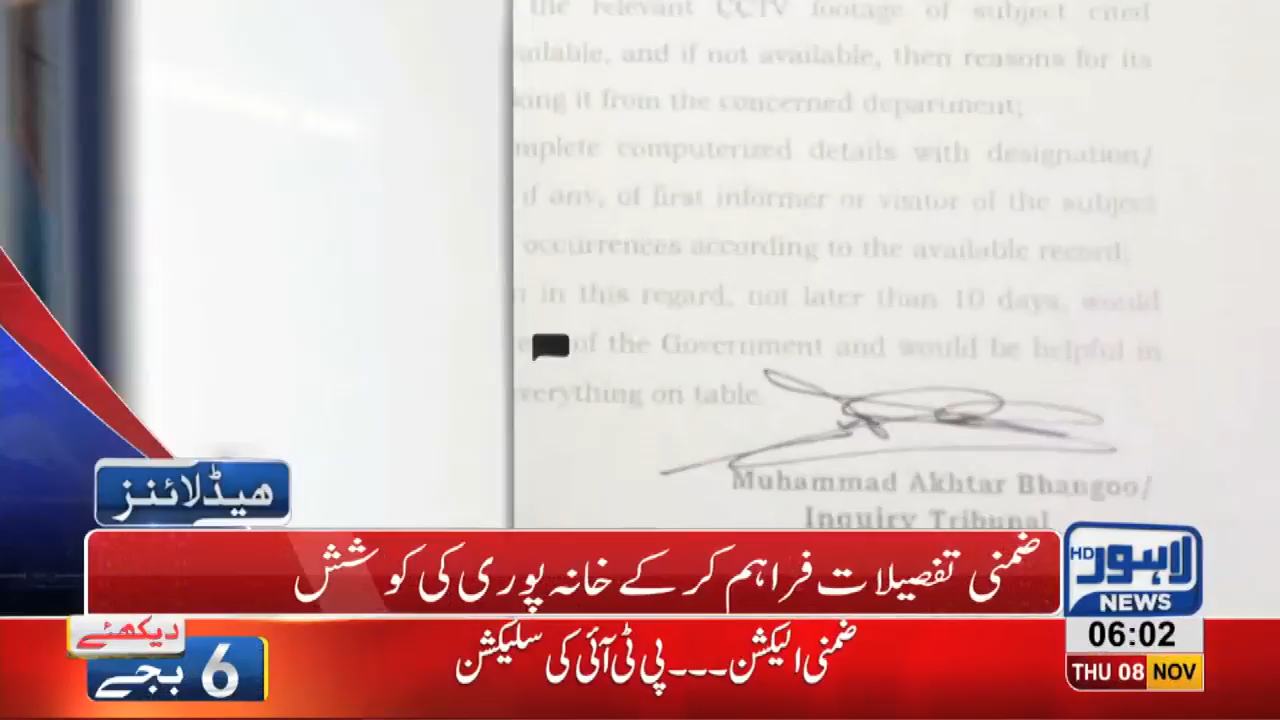 the relevant CCTV footage of subject cited
ailable, and if not available, then reasons for its
king it from the concerned department;
mplete computerized details with designation/
if any, of first informer or visitor of the subject
occurrences according to the available record.
n in this regard, not later than 10 days, would
of the Government and would be helpful in
verything on table.
Muhammad Akhtar Bhangoo/
Inquiry Tribunal
ھیڈلائنز
ضمنی تفصیلات فراہم کر کے خانہ پوری کی کوشش
HD لاہور
NEWS
06:02
THU 08 NOV
دیکھئے
6 بجے
ضمنی الیکشن۔۔۔پی ٹی آئی کی سلیکشن